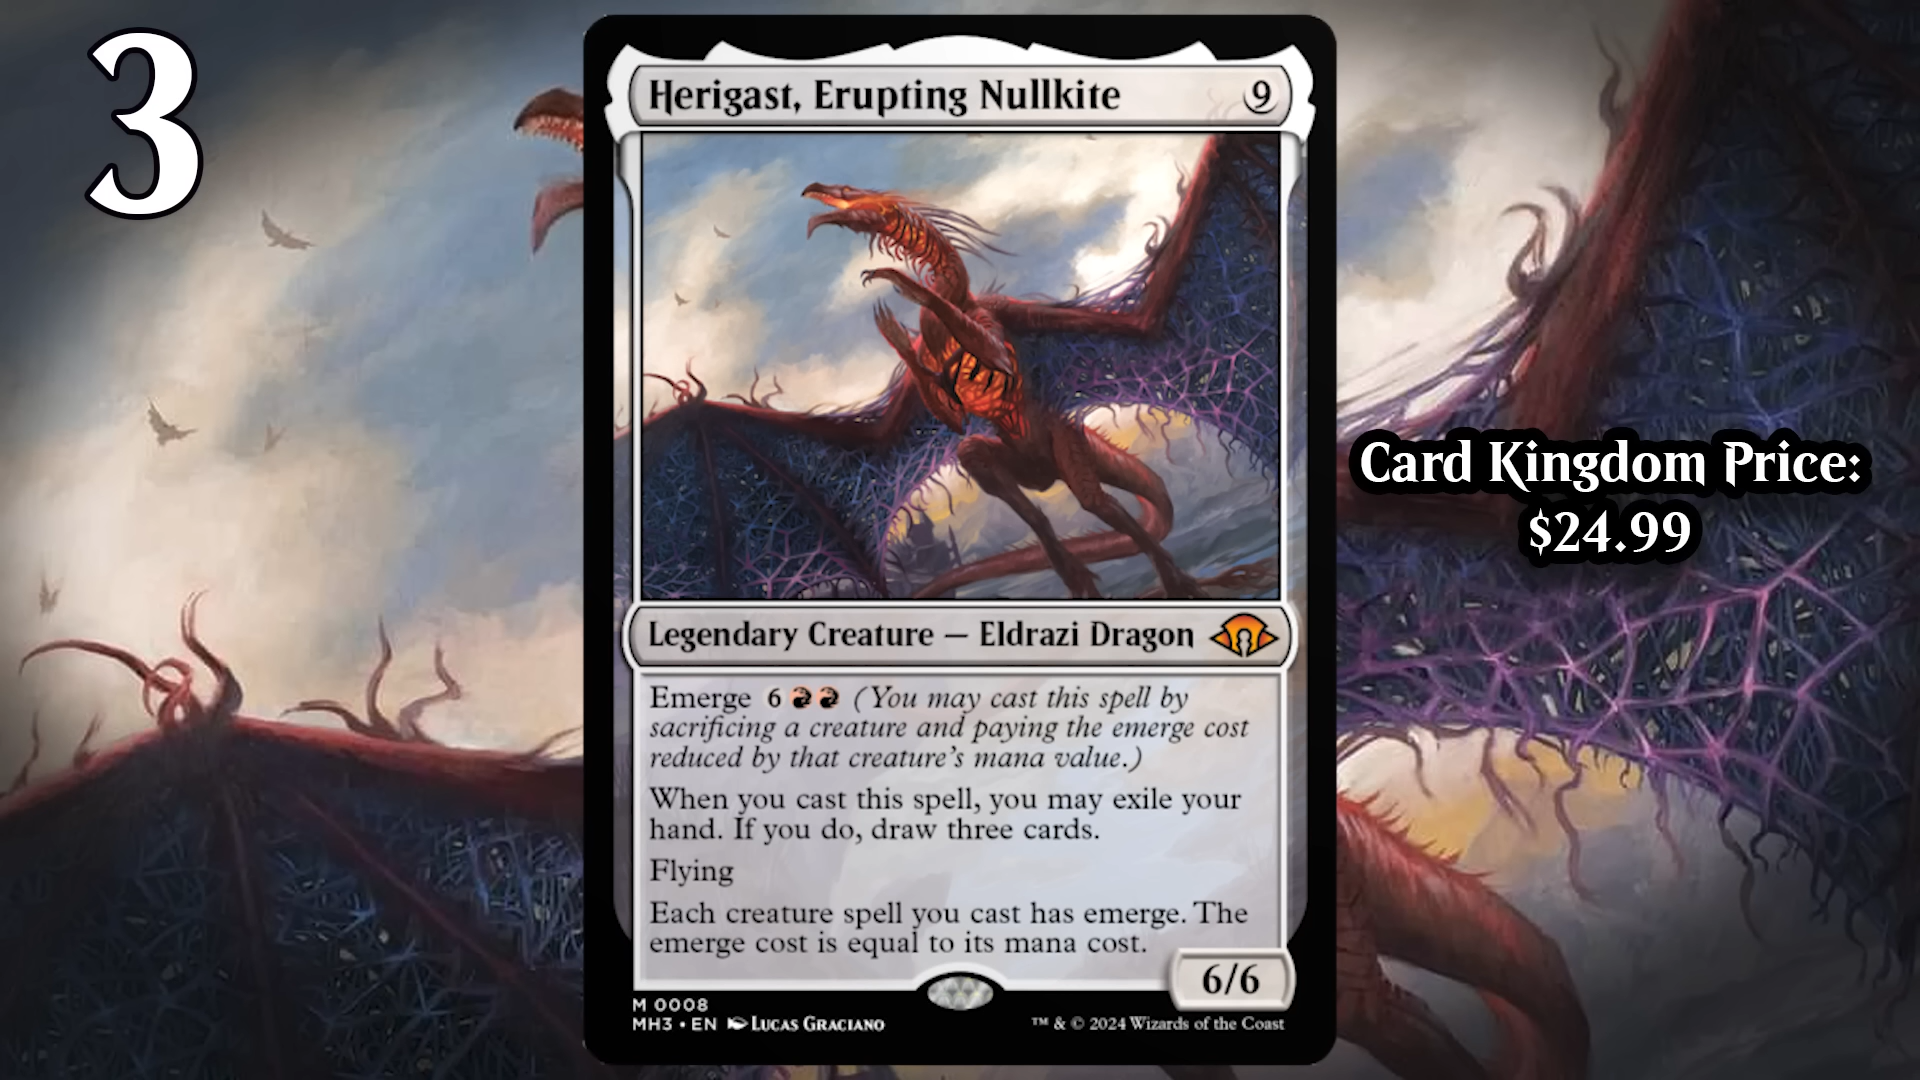 3
Herigast, Erupting Nullkite 9
Legendary Creature — Eldrazi Dragon
Emerge 6 (You may cast this spell by
sacrificing a creature and paying the emerge cost
reduced by that creature's mana value.)
When you cast this spell, you may exile your
hand. If you do, draw three cards.
Flying
Each creature spell you cast has emerge. The
emerge cost is equal to its mana cost.
6/6
M 0008
MH3 • EN Lucas Graciano
™ & © 2024 Wizards of the Coast
Card Kingdom Price:
$24.99